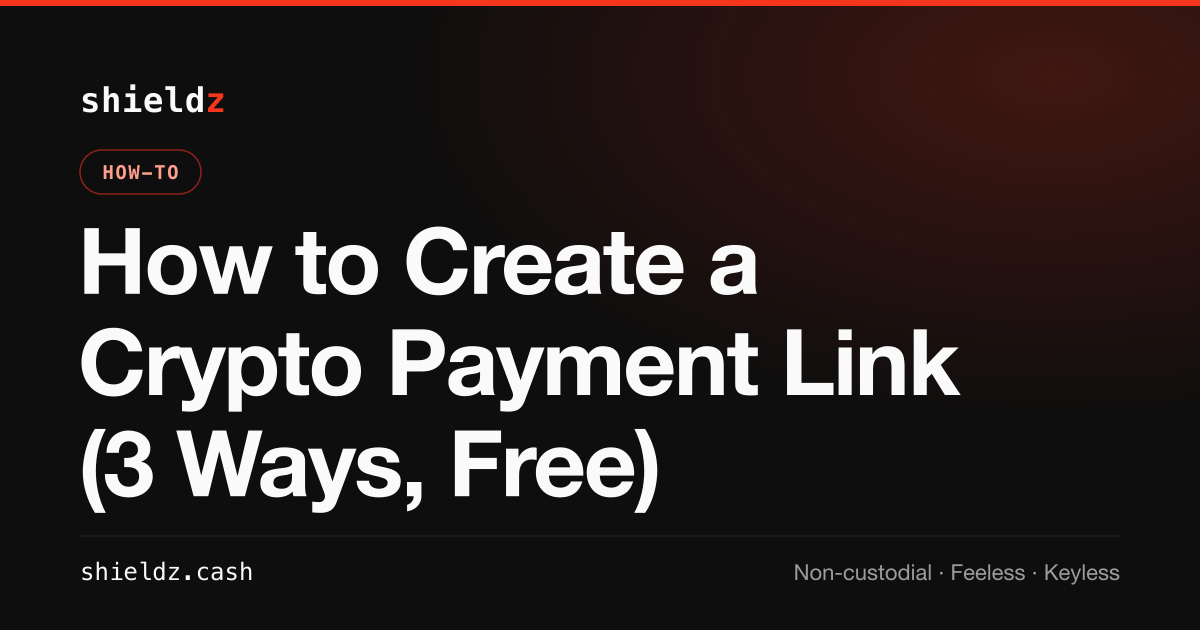 shieldz
HOW-TO
How to Create a
Crypto Payment Link
(3 Ways, Free)
shieldz.cash
Non-custodial · Feeless · Keyless